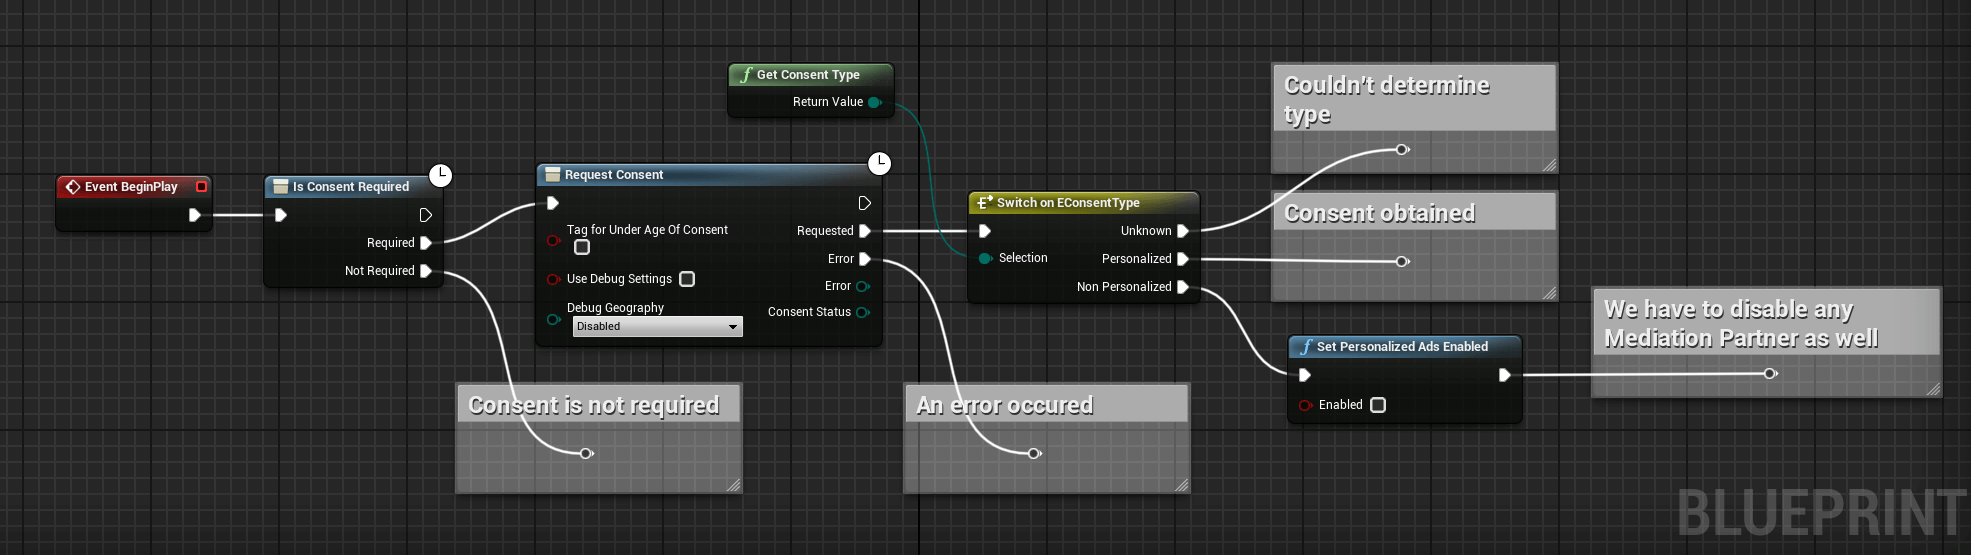 Get Consent Type
Return Value
Couldn't determine
type
Event BeginPlay
Is Consent Required
Required
Not Required
Request Consent
Tag for Under Age Of Consent
Use Debug Settings
Debug Geography
Disabled
Requested
Error
Error
Consent Status
Switch on EConsentType
Selection
Unknown
Personalized
Non Personalized
Consent obtained
We have to disable any
Mediation Partner as well
Set Personalized Ads Enabled
Enabled
Consent is not required
An error occured
BLUEPRINT